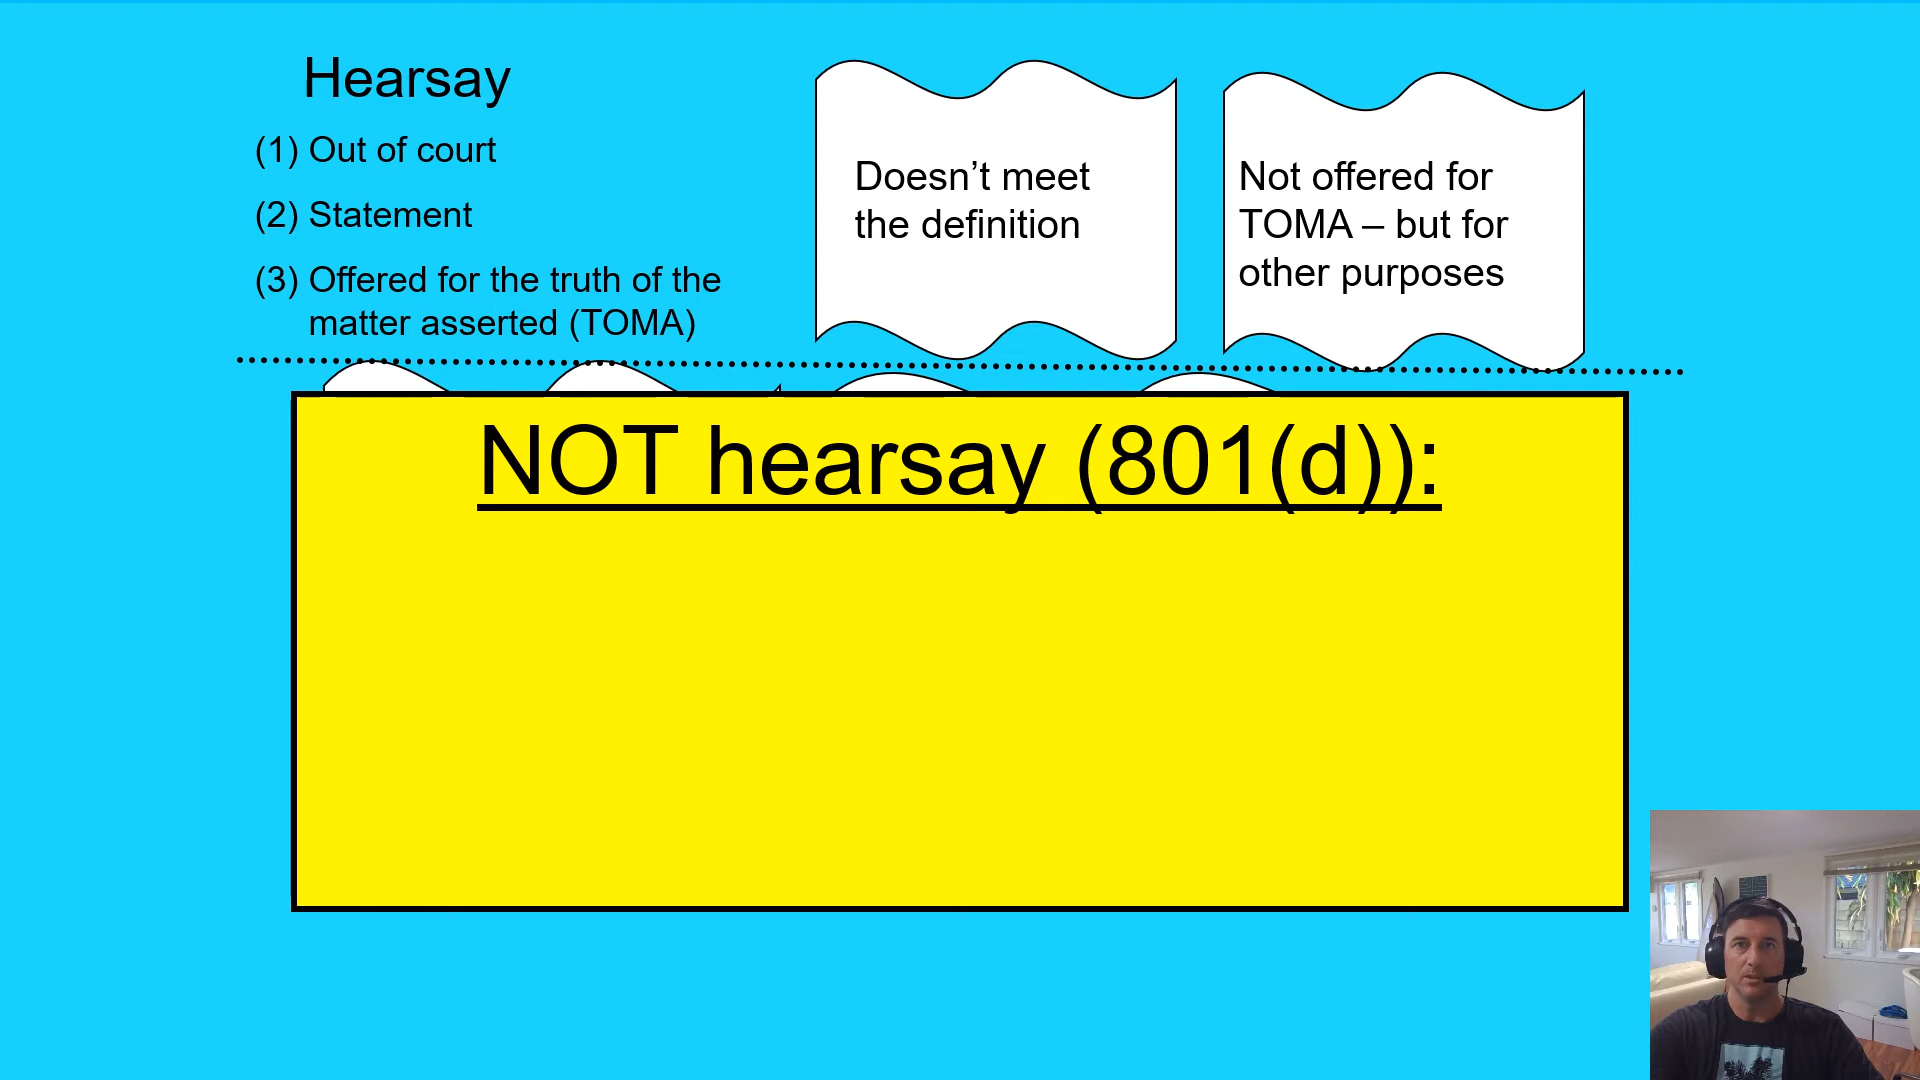 Hearsay
(1) Out of court
(2) Statement
(3) Offered for the truth of the
matter asserted (TOMA)
Doesn’t meet
the definition
Not offered for
TOMA – but for
other purposes
NOT hearsay (801(d)):